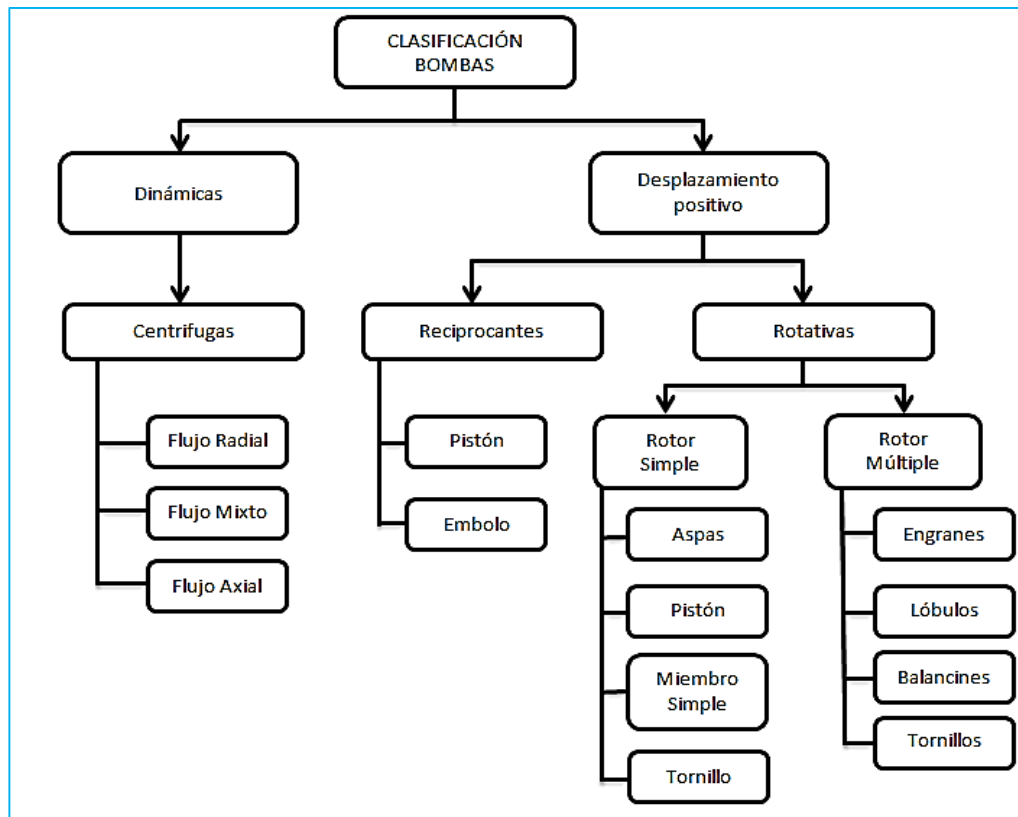 CLASIFICACIÓN
BOMBAS
Dinámicas
Desplazamiento
positivo
Centrifugas
Reciprocantes
Rotativas
Flujo Radial
Flujo Mixto
Flujo Axial
Pistón
Embolo
Rotor
Simple
Aspas
Pistón
Miembro
Simple
Tornillo
Rotor
Múltiple
Engranes
Lóbulos
Balancines
Tornillos